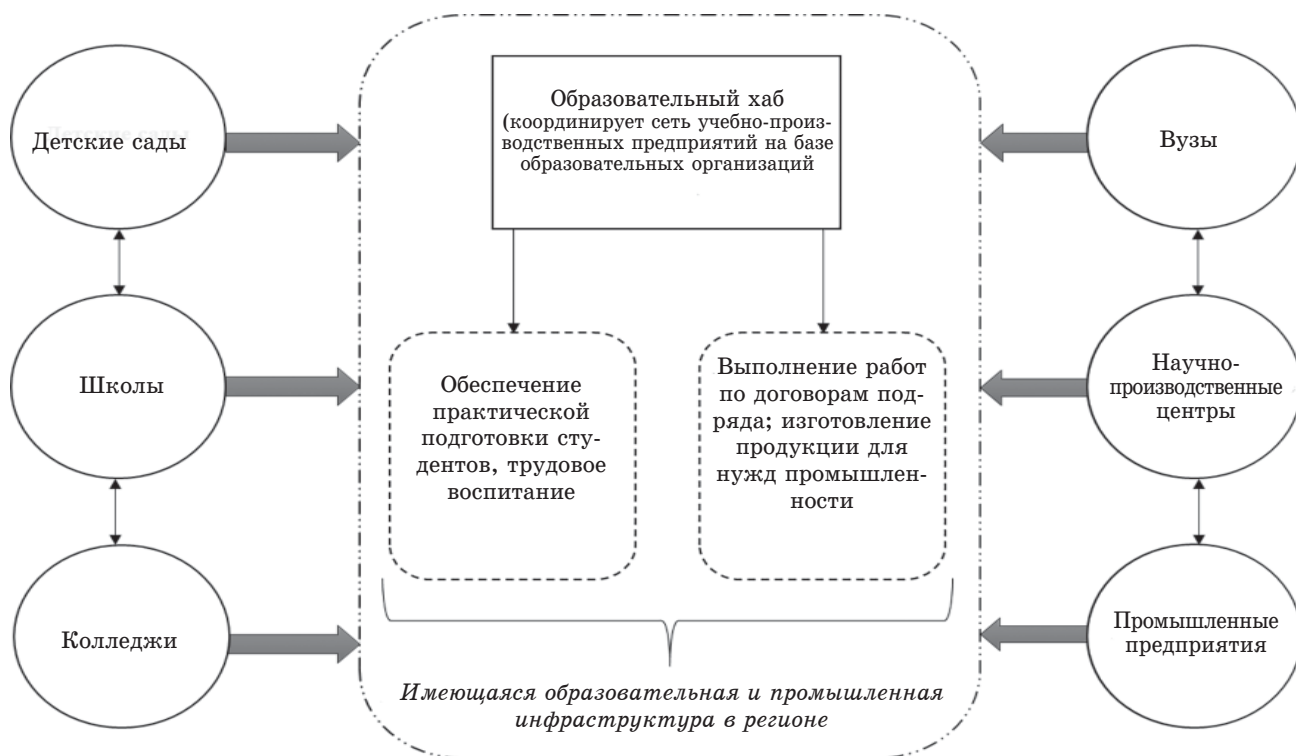 Образовательный хаб
(координирует сеть учебно-произ-
водственных предприятий на базе
образовательных организаций
Детские сады
Вузы
Школы
Обеспечение
практической
подготовки сту-
дентов, трудовое
воспитание
Выполнение работ
по договорам под-
ряда; изготовление
продукции для
нужд промышлен-
ности
Научно-
производственные
центры
Колледжи
Промышленные
предприятия
Имеющаяся образовательная и промышленная
инфраструктура в регионе